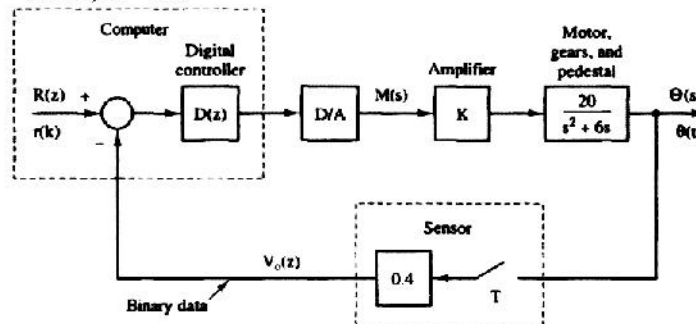 Computer
Digital
controller
Motor,
gears, and
pedestal
Amplifier
R(z) +
r(k)
−
D(z)
D/A
M(s)
K
20
s² + 6s
Θ(s
θ(t
Sensor
V₀(z)
0.4
T
Binary data